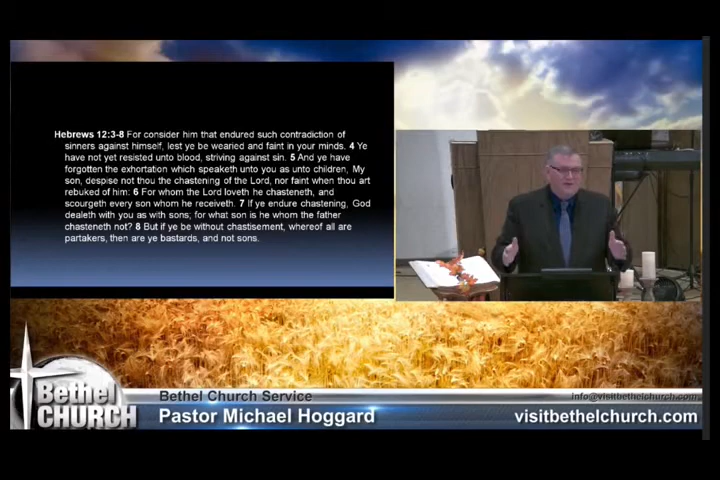 Hebrews 12:3-8 For consider him that endured such contradiction of
sinners against himself, lest ye be wearied and faint in your minds. 4 Ye
have not yet resisted unto blood, striving against sin. 5 And ye have
forgotten the exhortation which speaketh unto you as unto children, My
son, despise not thou the chastening of the Lord, nor faint when thou art
rebuked of him: 6 For whom the Lord loveth he chasteneth, and
scourgeth every son whom he receiveth. 7 If ye endure chastening, God
dealeth with you as with sons; for what son is he whom the father
chasteneth not? 8 But if ye be without chastisement, whereof all are
partakers, then are ye bastards, and not sons.
Bethel
CHURCH
Bethel Church Service
info@visitbethelchurch.com
Pastor Michael Hoggard
visitbethelchurch.com